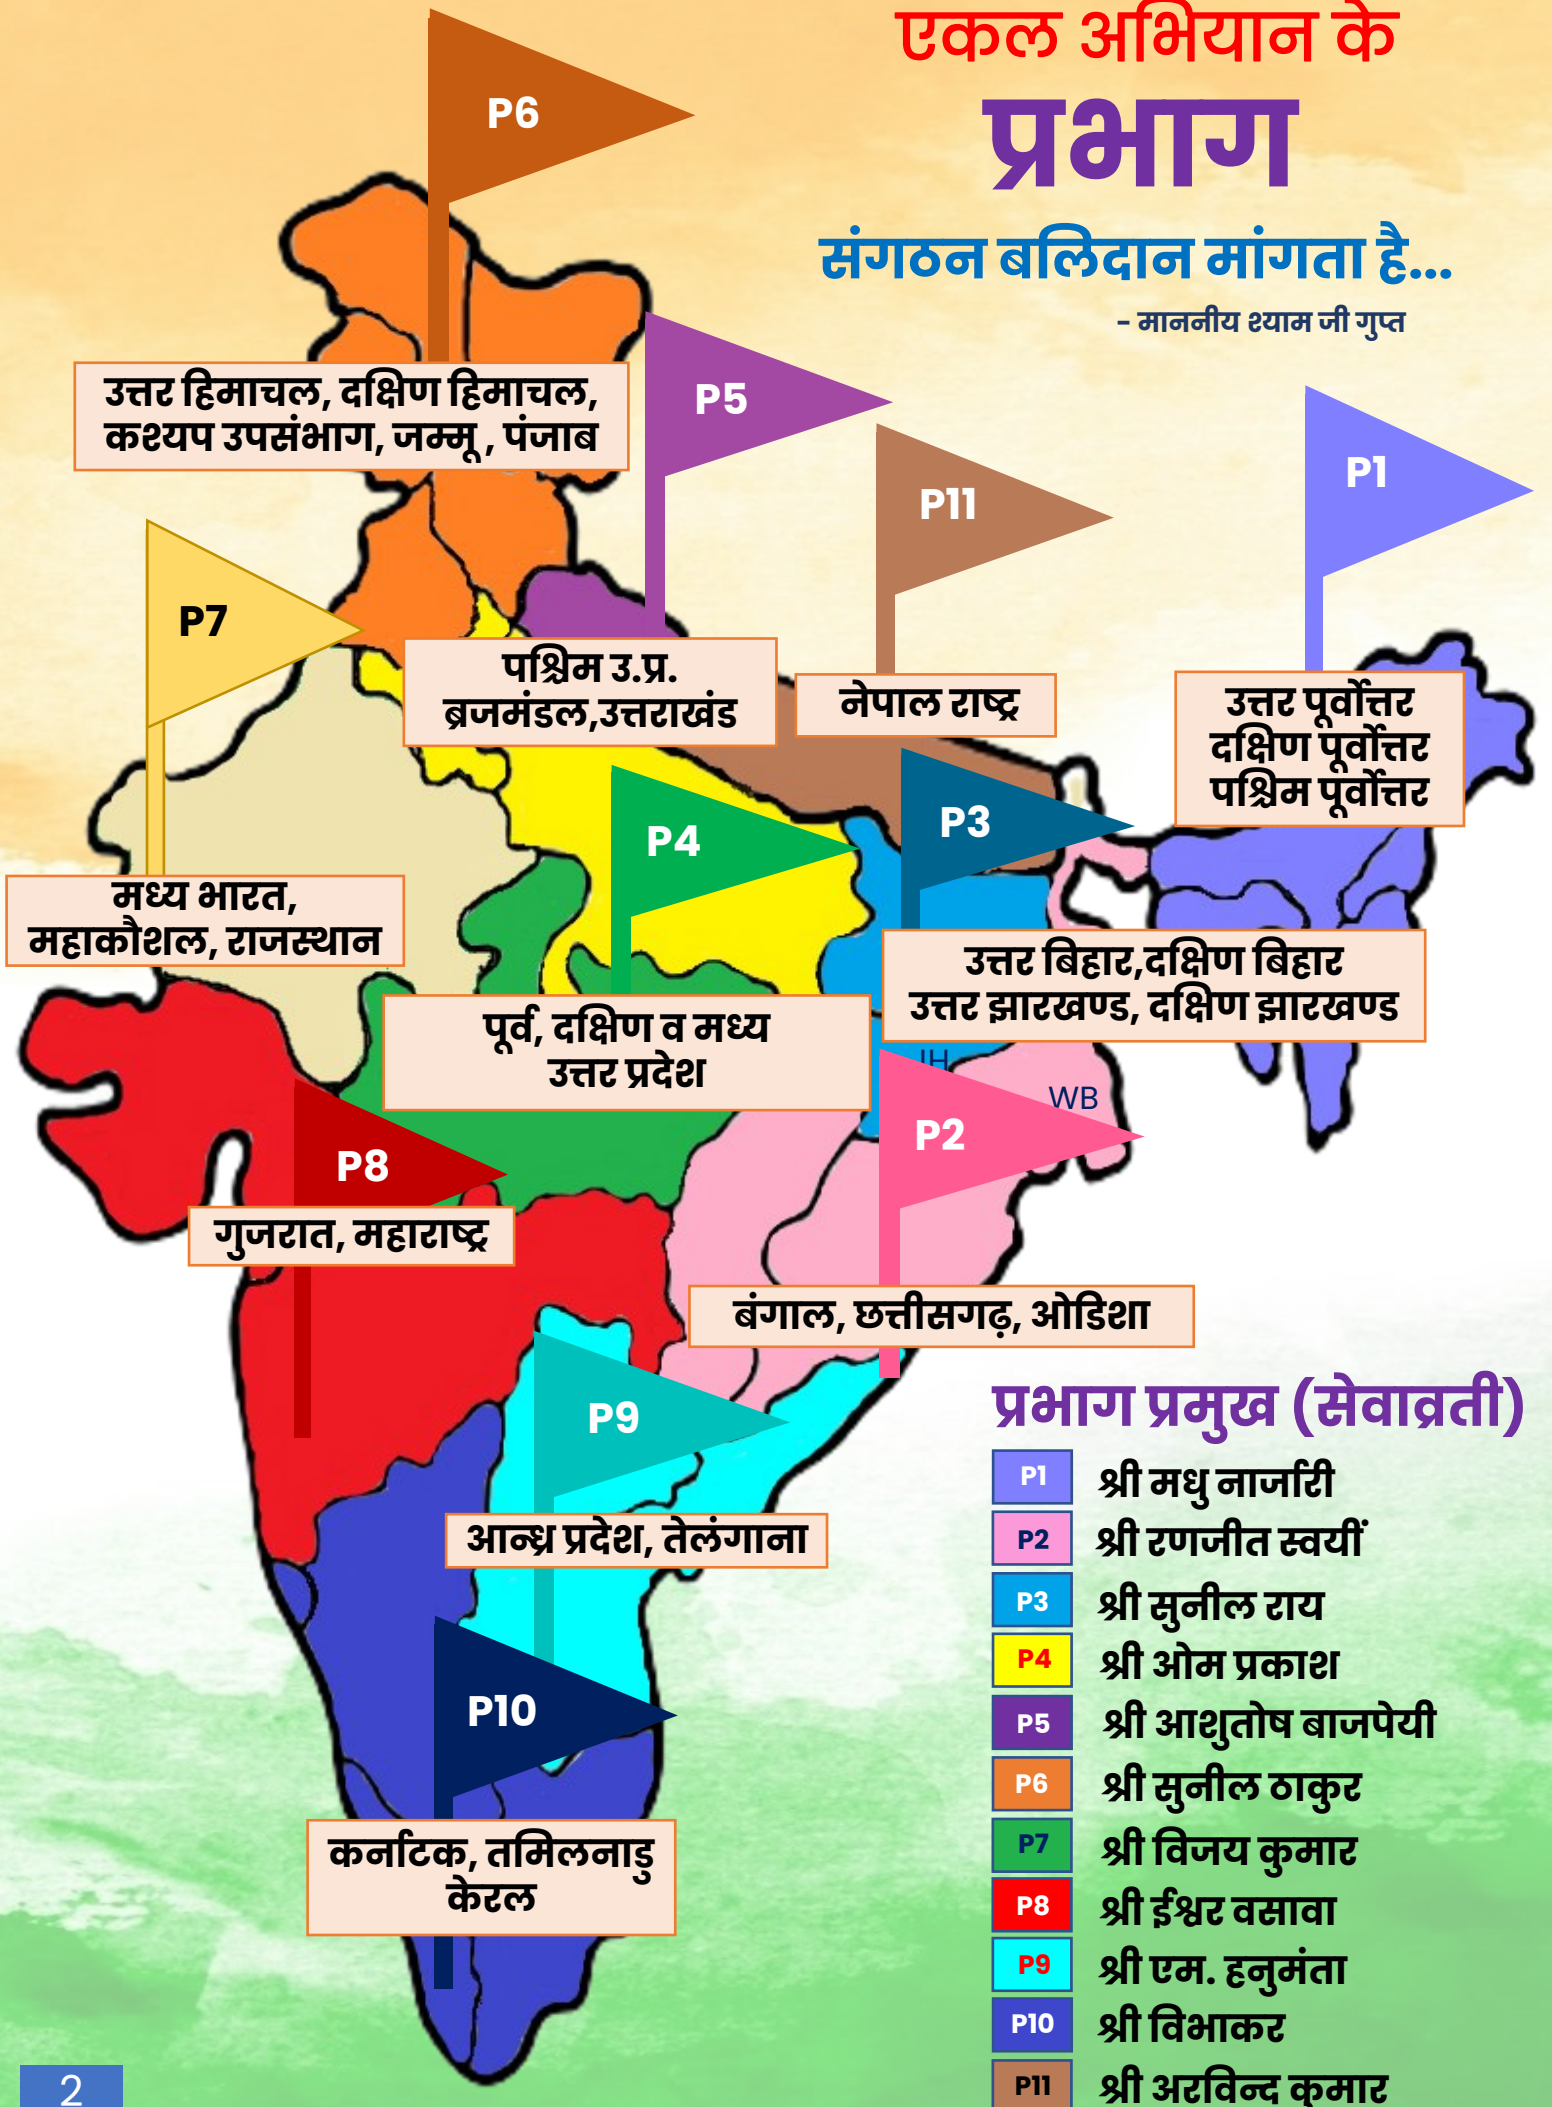 एकल अभियान के
प्रभाग
संगठन बलिदान मांगता है...
- माननीय श्याम जी गुप्त
P6
उत्तर हिमाचल, दक्षिण हिमाचल,
कश्यप उपसंभाग, जम्मू , पंजाब
P5
पश्चिम उ.प्र.
ब्रजमंडल,उत्तराखंड
P11
नेपाल राष्ट्र
P1
उत्तर पूर्वोत्तर
दक्षिण पूर्वोत्तर
पश्चिम पूर्वोत्तर
P7
मध्य भारत,
महाकौशल, राजस्थान
P4
पूर्व, दक्षिण व मध्य
उत्तर प्रदेश
P3
उत्तर बिहार,दक्षिण बिहार
उत्तर झारखण्ड, दक्षिण झारखण्ड
JH
WB
P2
बंगाल, छत्तीसगढ़, ओडिशा
P8
गुजरात, महाराष्ट्र
P9
आन्ध्र प्रदेश, तेलंगाना
P10
कर्नाटक, तमिलनाडु
केरल
प्रभाग प्रमुख (सेवाव्रती)
P1 श्री मधु नार्जारी
P2 श्री रणजीत स्वयीं
P3 श्री सुनील राय
P4 श्री ओम प्रकाश
P5 श्री आशुतोष बाजपेयी
P6 श्री सुनील ठाकुर
P7 श्री विजय कुमार
P8 श्री ईश्वर वसावा
P9 श्री एम. हनुमंता
P10 श्री विभाकर
P11 श्री अरविन्द कुमार
2